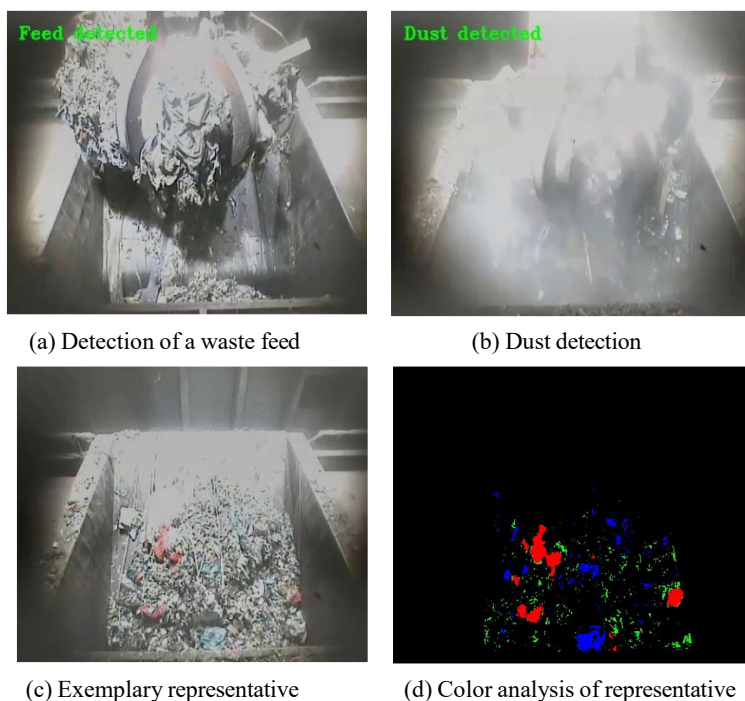 Feed detected
Dust detected
(a) Detection of a waste feed
(b) Dust detection
(c) Exemplary representative
(d) Color analysis of representative